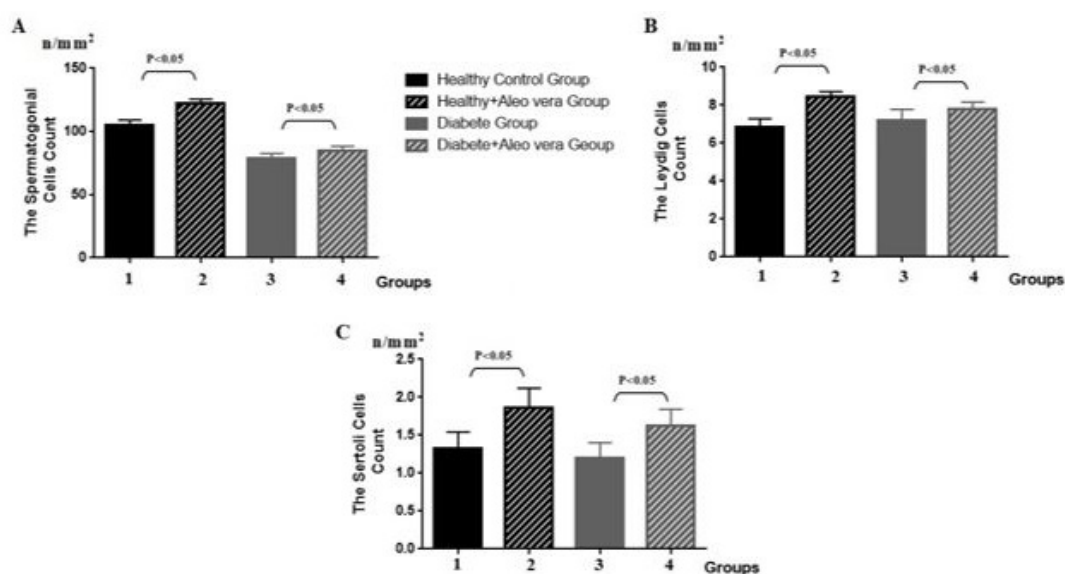 A
n/mm²
P<0.05
P<0.05
150
100
50
0
The Spermatogonial
Cells Count
1 2 3 4 Groups
Healthy Control Group
Healthy+Aleo vera Group
Diabete Group
Diabete+Aleo vera Geoup
B
n/mm²
P<0.05
P<0.05
10
8
6
4
2
0
The Leydig Cells
Count
1 2 3 4 Groups
C
n/mm²
P<0.05
P<0.05
2.5
2.0
1.5
1.0
0.5
0.0
The Sertoli Cells
Count
1 2 3 4 Groups